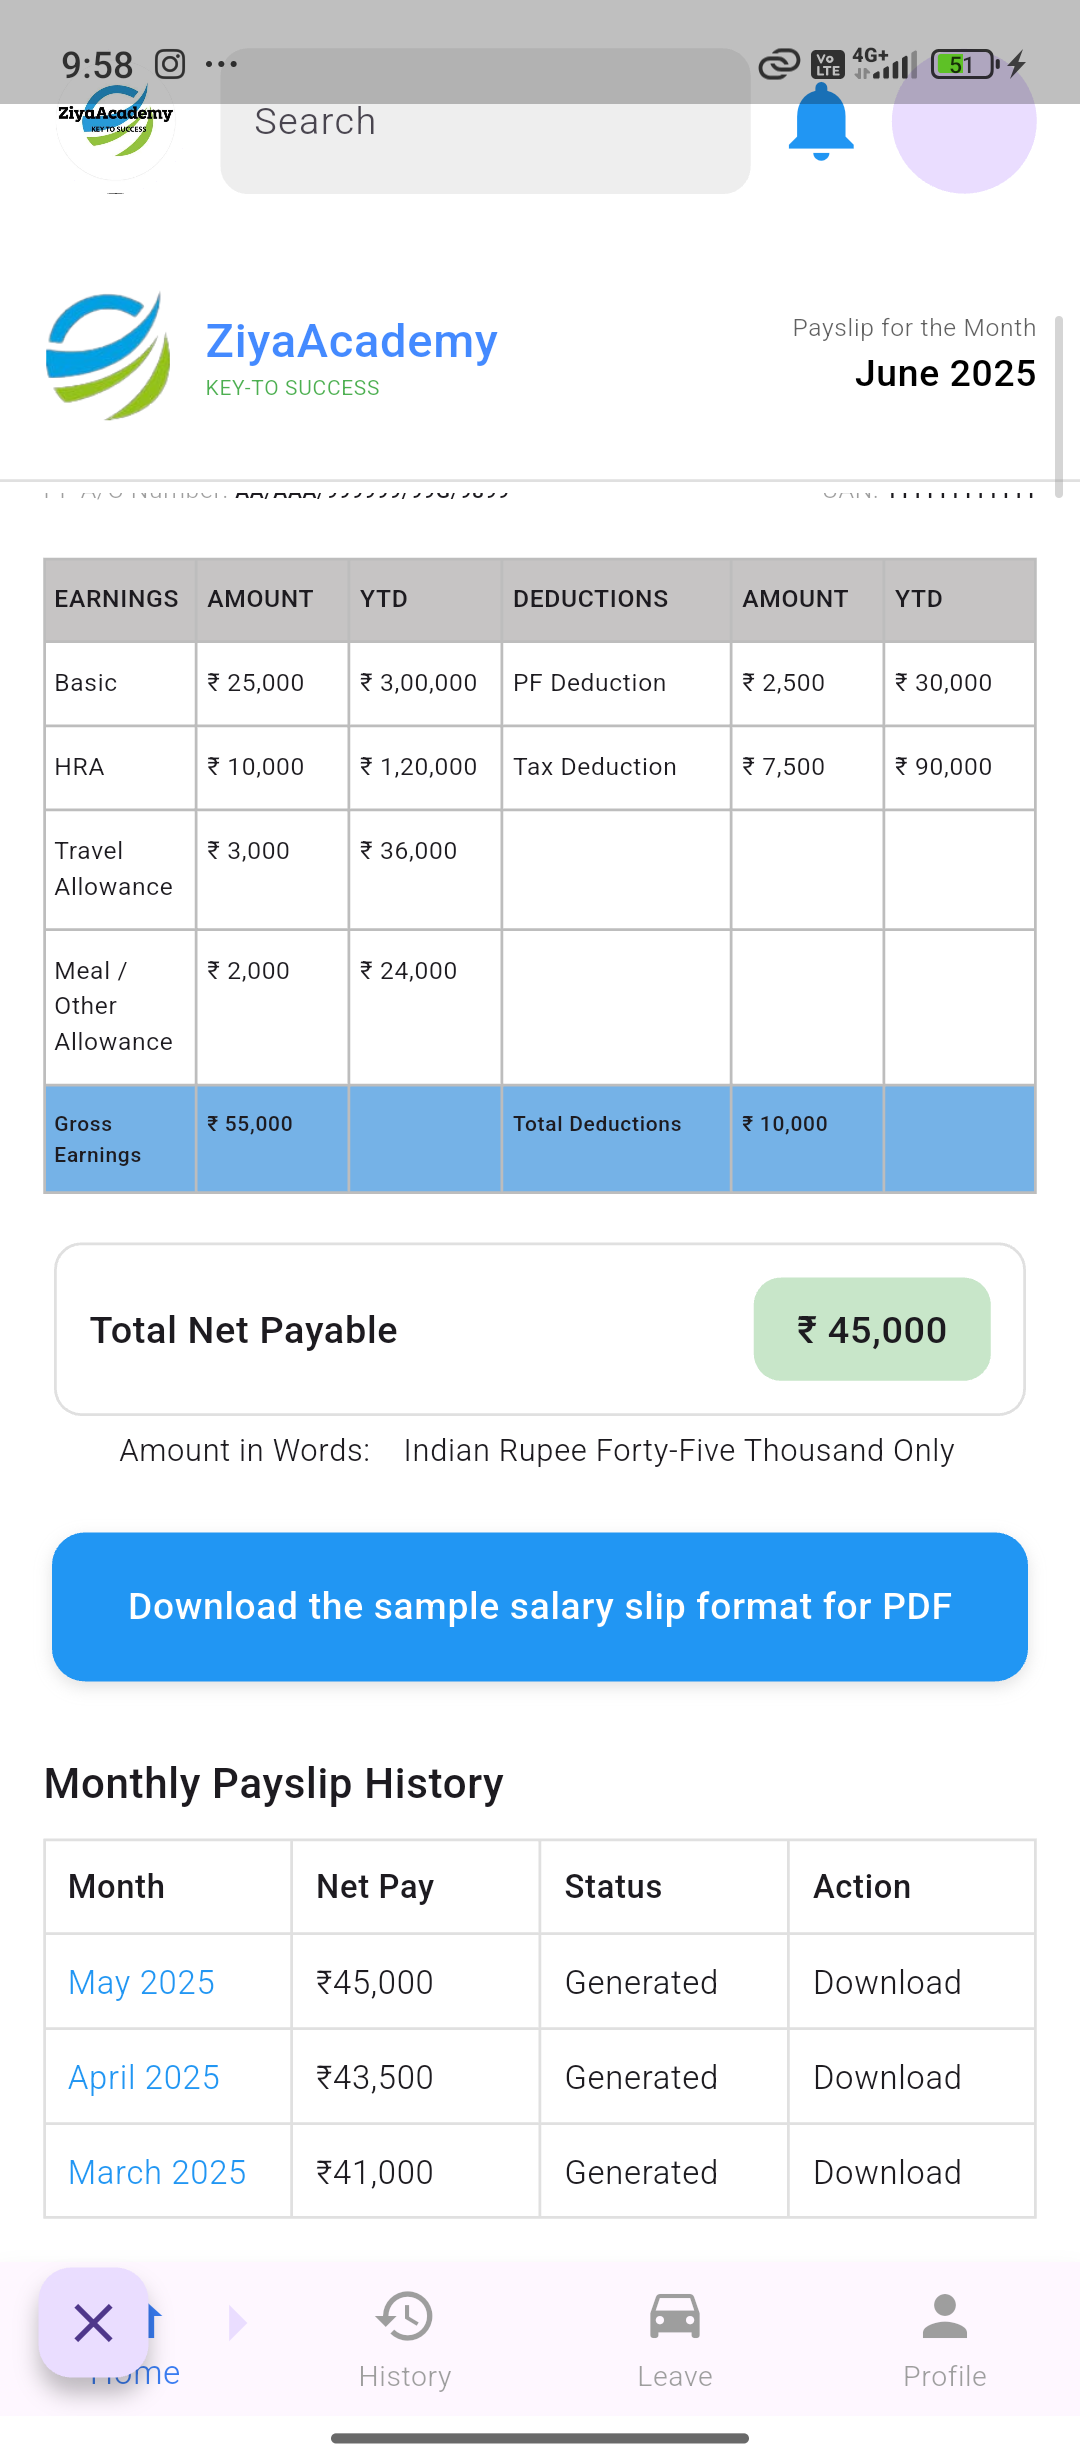 9:58
Vo LTE
4G+
51
ZiyaAcademy
KEY TO SUCCESS
Search
ZiyaAcademy
KEY-TO SUCCESS
Payslip for the Month
June 2025
EARNINGS AMOUNT YTD DEDUCTIONS AMOUNT YTD
Basic ₹ 25,000 ₹ 3,00,000 PF Deduction ₹ 2,500 ₹ 30,000
HRA ₹ 10,000 ₹ 1,20,000 Tax Deduction ₹ 7,500 ₹ 90,000
Travel ₹ 3,000 ₹ 36,000
Allowance
Meal / ₹ 2,000 ₹ 24,000
Other
Allowance
Gross ₹ 55,000 Total Deductions ₹ 10,000
Earnings
Total Net Payable ₹ 45,000
Amount in Words: Indian Rupee Forty-Five Thousand Only
Download the sample salary slip format for PDF
Monthly Payslip History
Month Net Pay Status Action
May 2025 ₹45,000 Generated Download
April 2025 ₹43,500 Generated Download
March 2025 ₹41,000 Generated Download
Home History Leave Profile